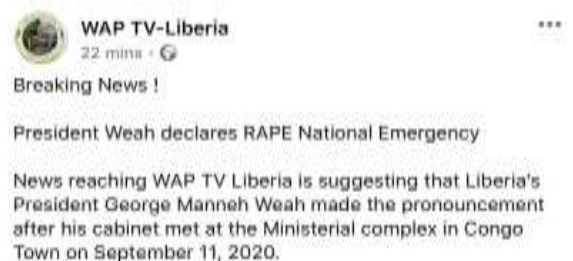 WAP TV-Liberia
22 mins
Breaking News !
President Weah declares RAPE National Emergency
News reaching WAP TV Liberia is suggesting that Liberia's
President George Manneh Weah made the pronouncement
after his cabinet met at the Ministerial complex in Congo
Town on September 11, 2020.